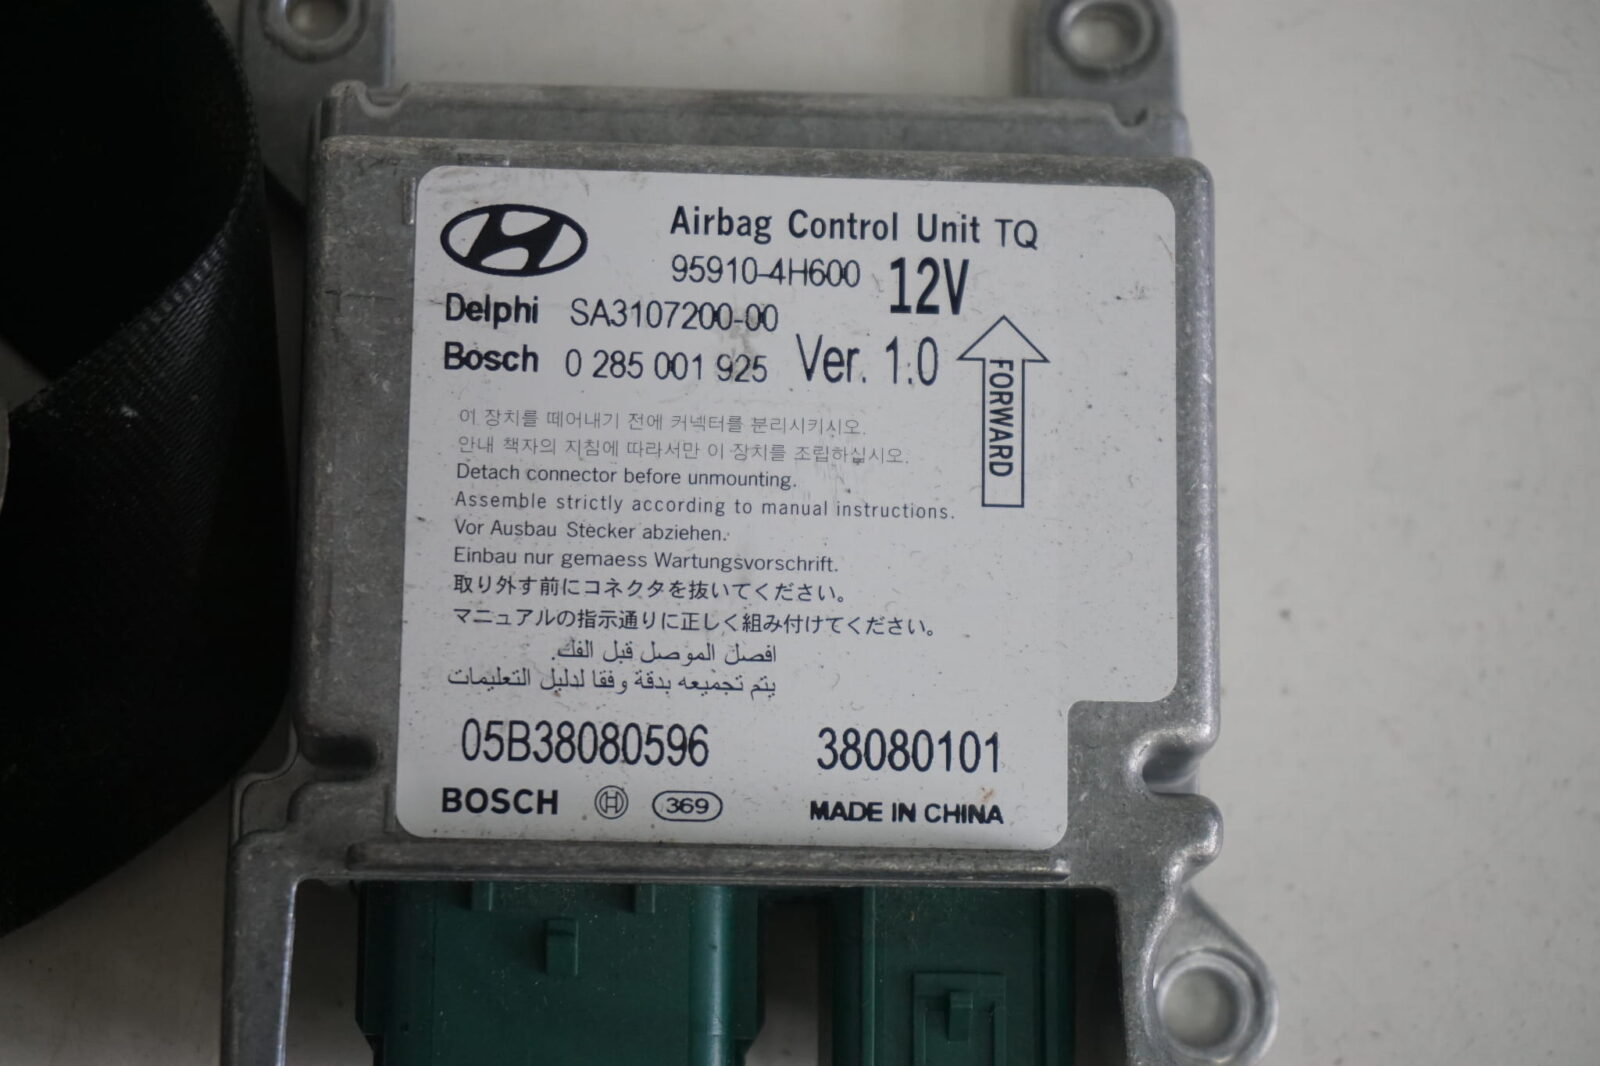 Airbag Control Unit TQ
95910-4H600 12V
Delphi SA3107200-00
Bosch 0 285 001 925 Ver. 1.0
FORWARD
이 장치를 떼어내기 전에 커넥터를 분리시키시오.
안내 책자의 지침에 따라서만 이 장치를 조립하십시오.
Detach connector before unmounting.
Assemble strictly according to manual instructions.
Vor Ausbau Stecker abziehen.
Einbau nur gemaess Wartungsvorschrift.
取り外す前にコネクタを抜いてください。
マニュアルの指示通りに正しく組み付けてください。
افصل الموصل قبل الفك.
يتم تجميعه بدقة وفقا لدليل التعليمات
05B38080596 38080101
BOSCH 369 MADE IN CHINA